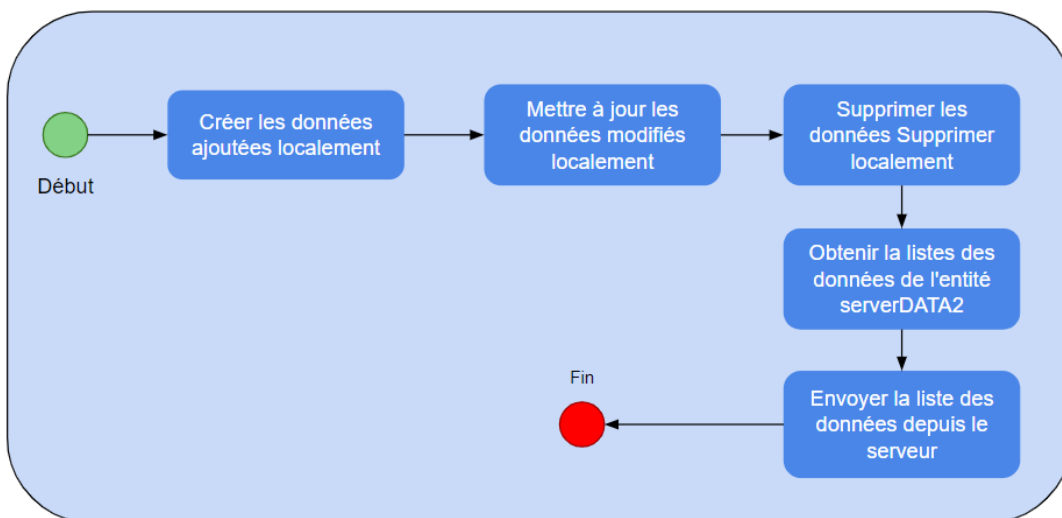 Début
Créer les données
ajoutées localement
Mettre à jour les
données modifiés
localement
Supprimer les
données Supprimer
localement
Obtenir la listes des
données de l'entité
serverDATA2
Envoyer la liste des
données depuis le
serveur
Fin